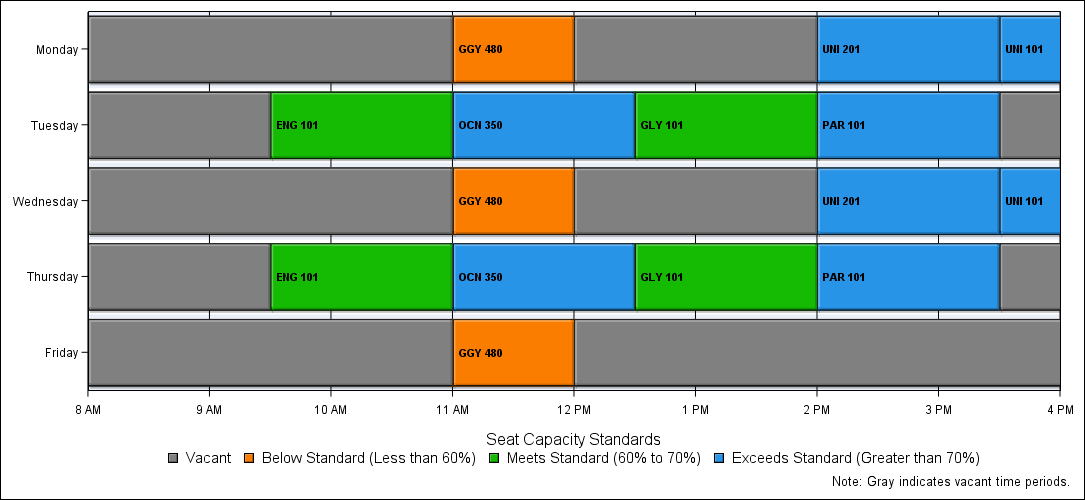 Monday GGY 480 UNI 201 UNI 101
Tuesday ENG 101 OCN 350 GLY 101 PAR 101
Wednesday GGY 480 UNI 201 UNI 101
Thursday ENG 101 OCN 350 GLY 101 PAR 101
Friday GGY 480
8 AM 9 AM 10 AM 11 AM 12 PM 1 PM 2 PM 3 PM 4 PM
Seat Capacity Standards
Vacant Below Standard (Less than 60%) Meets Standard (60% to 70%) Exceeds Standard (Greater than 70%)
Note: Gray indicates vacant time periods.